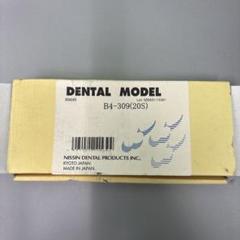 DENTAL MODEL
B4-309(20S)
NISSIN DENTAL PRODUCTS INC.
KYOTO JAPAN
MADE IN JAPAN